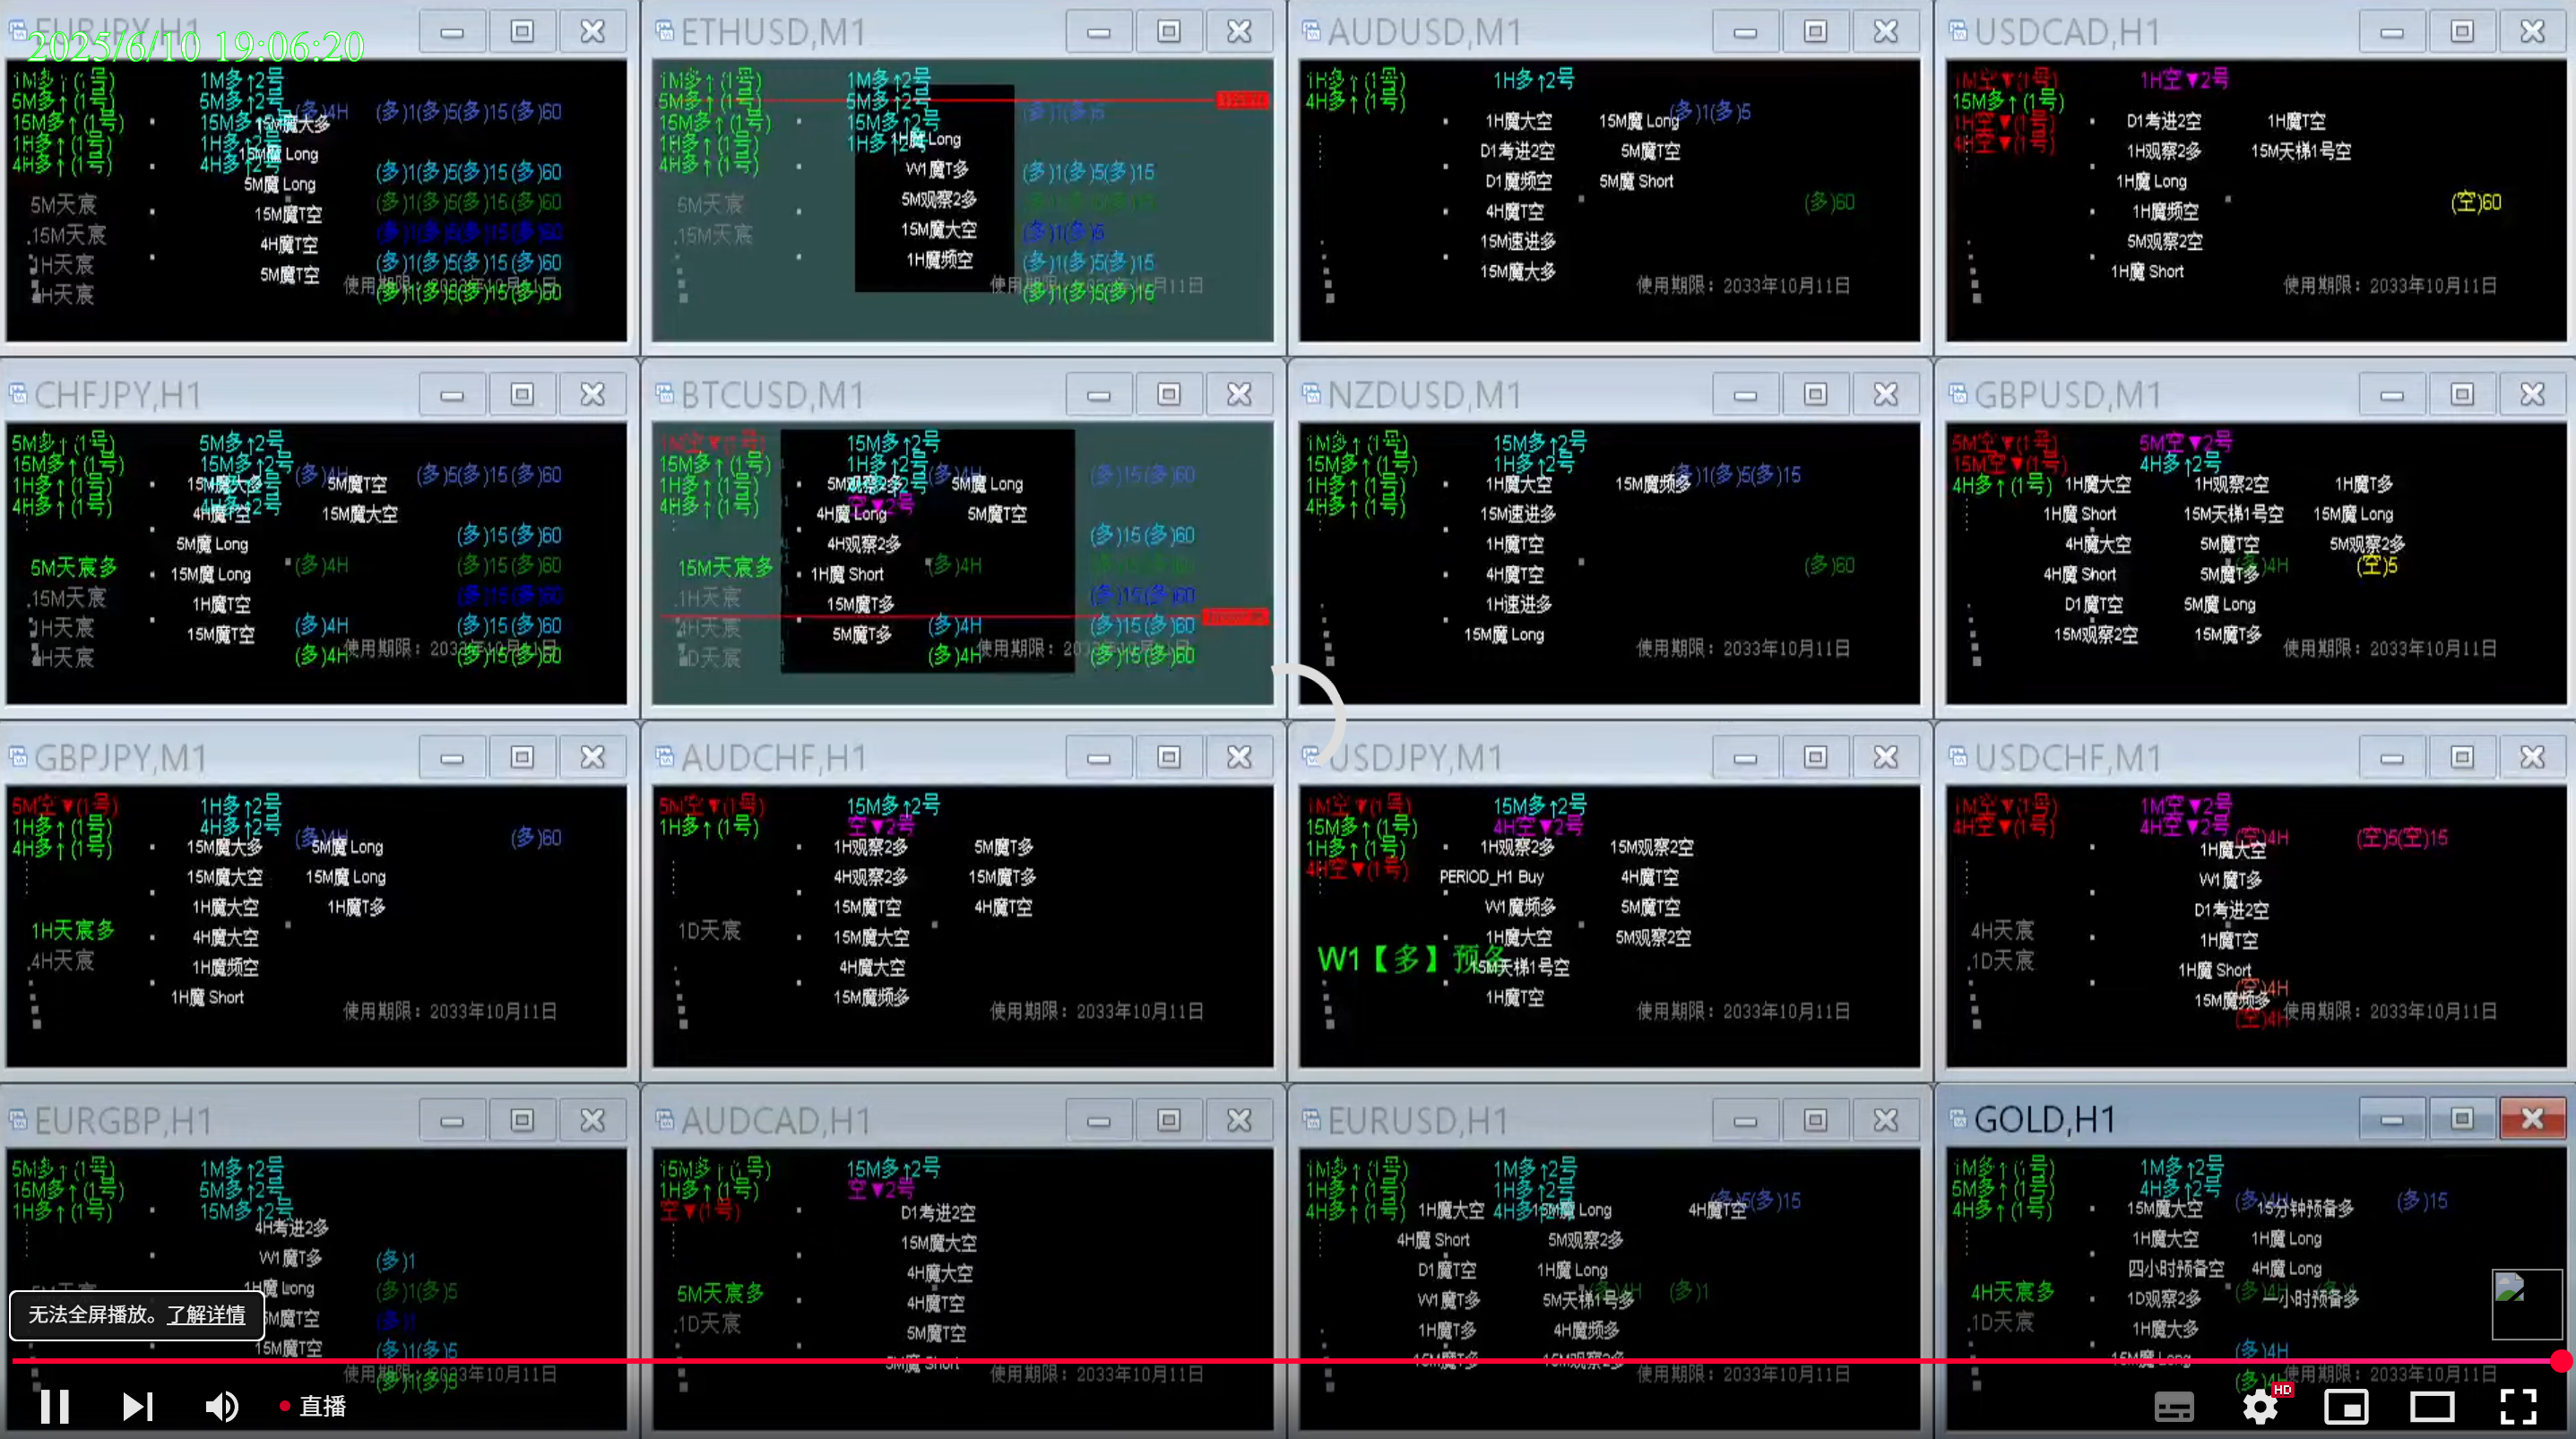 EURJPY,H1
2025/6/10 19:06:20
1M多↑(1号) 1M多↑2号
5M多↑(1号) 5M多↑2号
(多)4H (多)1(多)5(多)15(多)60
15M多↑(1号) 15M多↑2号
15M魔大多
1H多↑(1号) 1H多↑2号
15M魔 Long
4H多↑(1号) 4H多↑2号
(多)1(多)5(多)15(多)60
5M魔 Long
5M天宸 (多)1(多)5(多)15(多)60
15M魔T空
.15M天宸 (多)1(多)5(多)15(多)60
4H魔T空
1H天宸 (多)1(多)5(多)15(多)60
5M魔T空
4H天宸 (多)1(多)5(多)15(多)60
ETHUSD,M1
1M多↑(1号) 1M多↑2号
5M多↑(1号) 5M多↑2号
(多)1(多)5
15M多↑(1号) 15M多↑2号
1H多↑(1号) 1H多↑2号
1H魔 Long
4H多↑(1号)
W1魔T多 (多)1(多)5(多)15
5M天宸 5M观察2多
.15M天宸 15M魔大空 (多)1(多)5
1H魔频空 (多)1(多)5(多)15
(多)1(多)5(多)15
AUDUSD,M1
1H多↑(1号) 1H多↑2号
4H多↑(1号) (多)1(多)5
1H魔大空 15M魔 Long
D1考进2空 5M魔T空
D1魔频空 5M魔 Short
4H魔T空 (多)60
15M速进多
15M魔大多
使用期限：2033年10月11日
USDCAD,H1
1M空▼(1号) 1H空▼2号
15M多↑(1号)
1H空▼(1号) D1考进2空 1H魔T空
4H空▼(1号) 1H观察2多 15M天梯1号空
1H魔 Long
1H魔频空 (空)60
5M观察2空
1H魔 Short
使用期限：2033年10月11日
CHFJPY,H1
5M多↑(1号) 5M多↑2号
15M多↑(1号) 15M多↑2号
(多)4H (多)5(多)15(多)60
1H多↑(1号) 15M魔大多 5M魔T空
4H多↑(1号) 4H魔T空 15M魔大空
5M魔 Long (多)15(多)60
5M天宸多 15M魔 Long (多)4H (多)15(多)60
.15M天宸 1H魔T空 (多)15(多)60
1H天宸 15M魔T空 (多)4H (多)15(多)60
4H天宸 (多)4H (多)15(多)60
BTCUSD,M1
1M空▼(1号) 15M多↑2号
15M多↑(1号) 1H多↑2号
(多)4H (多)15(多)60
1H多↑(1号) 5M观察2多 5M魔 Long
4H多↑(1号) 空▼2号
4H魔 Long 5M魔T空
4H观察2多 (多)15(多)60
15M天宸多 1H魔 Short (多)4H
.1H天宸 15M魔T多 (多)15(多)60
4H天宸 5M魔T多 (多)4H (多)15(多)60
1D天宸 (多)4H (多)15(多)60
NZDUSD,M1
1M多↑(1号) 15M多↑2号
15M多↑(1号) 1H多↑2号
1H多↑(1号) 1H魔大空 15M魔频多 (多)1(多)5(多)15
4H多↑(1号) 15M速进多
1H魔T空
4H魔T空 (多)60
1H速进多
15M魔 Long
使用期限：2033年10月11日
GBPUSD,M1
5M空▼(1号) 5M空▼2号
15M空▼(1号) 4H多↑2号
4H多↑(1号) 1H魔大空 1H观察2空 1H魔T多
1H魔 Short 15M天梯1号空 15M魔 Long
4H魔大空 5M魔T空 5M观察2多
4H魔 Short 5M魔T多 (多)4H (空)5
D1魔T空 5M魔 Long
15M观察2空 15M魔T多
使用期限：2033年10月11日
GBPJPY,M1
5M空▼(1号) 1H多↑2号
1H多↑(1号) 4H多↑2号
(多)4H (多)60
4H多↑(1号) 15M魔大多 5M魔 Long
15M魔大空 15M魔 Long
1H魔大空 1H魔T多
1H天宸多 4H魔大空
.4H天宸 1H魔频空
1H魔 Short
使用期限：2033年10月11日
AUDCHF,H1
5M空▼(1号) 15M多↑2号
1H多↑(1号) 空▼2号
1H观察2多 5M魔T多
4H观察2多 15M魔T多
15M魔T空 4H魔T空
1D天宸 15M魔大空
4H魔大空
15M魔频多
使用期限：2033年10月11日
USDJPY,M1
1M空▼(1号) 15M多↑2号
15M多↑(1号) 4H空▼2号
1H多↑(1号) 1H观察2多 15M观察2空
4H空▼(1号) PERIOD_H1 Buy 4H魔T空
W1魔频多 5M魔T空
1H魔大空 5M观察2空
W1【多】预备
15M天梯1号空
1H魔T空
使用期限：2033年10月11日
USDCHF,M1
1M空▼(1号) 1M空▼2号
4H空▼(1号) 4H空▼2号
(空)4H (空)5(空)15
1H魔大空
W1魔T多
D1考进2空
4H天宸 1H魔T空
.1D天宸 1H魔 Short
(空)4H
15M魔频多
(空)4H
使用期限：2033年10月11日
EURGBP,H1
5M多↑(1号) 1M多↑2号
15M多↑(1号) 5M多↑2号
1H多↑(1号) 15M多↑2号
4H考进2多
W1魔T多 (多)1
1H魔 Long (多)1(多)5
5M魔T空
15M魔T空 (多)1(多)5
使用期限：2033年10月11日
(多)1(多)5
AUDCAD,H1
15M多↑(1号) 15M多↑2号
1H多↑(1号) 空▼2号
空▼(1号) D1考进2空
15M魔大空
4H魔大空
5M天宸多 4H魔T空
.1D天宸 5M魔T空
5M魔 Short
使用期限：2033年10月11日
EURUSD,H1
1M多↑(1号) 1M多↑2号
1H多↑(1号) 1H多↑2号
(多)5(多)15
4H多↑(1号) 1H魔大空 4H多↑2号 15M魔 Long 4H魔T空
4H魔 Short 5M观察2多
D1魔T空 1H魔 Long
W1魔T多 5M天梯1号多 (多)4H (多)1
1H魔T多 4H魔频多
15M魔T多 15M观察2多
使用期限：2033年10月11日
GOLD,H1
1M多↑(1号) 1M多↑2号
5M多↑(1号) 4H多↑2号
(多)4H (多)15
4H多↑(1号) 15M魔大空 15分钟预备多
1H魔大空 1H魔 Long
四小时预备空 4H魔 Long
4H天宸多 1D观察2多 (多)4H 一小时预备多
.1D天宸 1H魔大多
15M魔 Long (多)4H
使用期限：2033年10月11日
无法全屏播放。了解详情
直播
HD